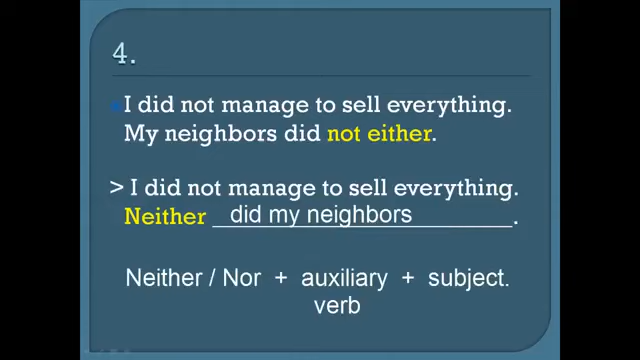 4.
I did not manage to sell everything.
My neighbors did not either.
> I did not manage to sell everything.
Neither did my neighbors.
Neither / Nor + auxiliary + subject.
verb